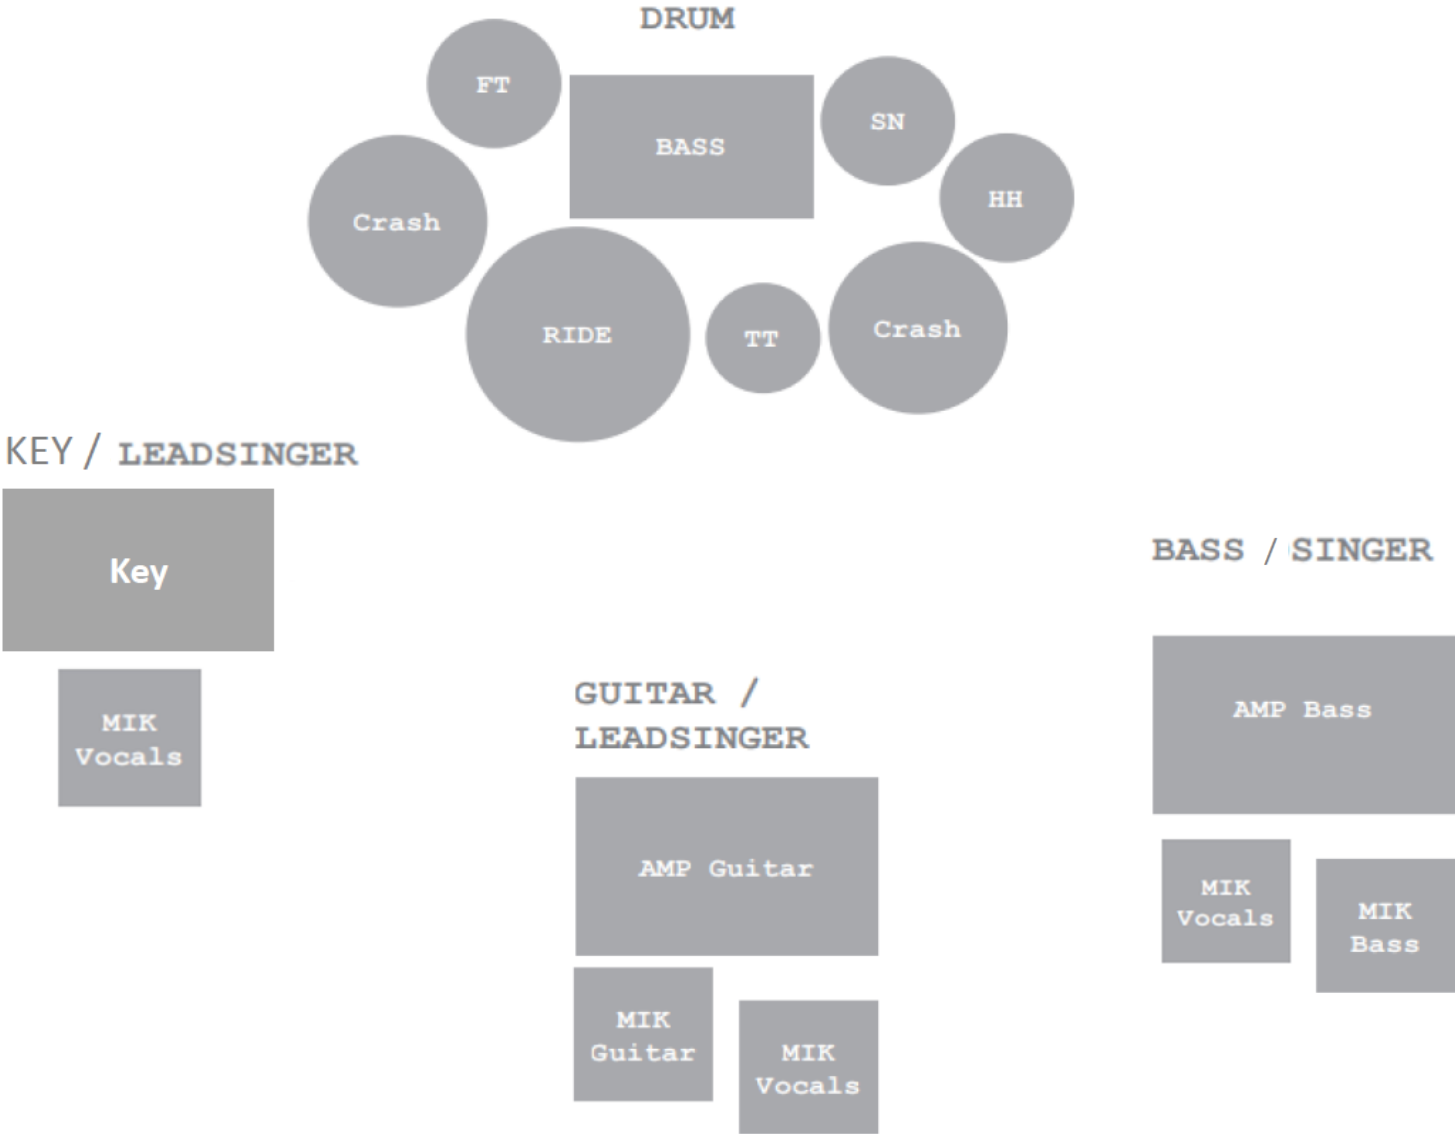 DRUM
FT
BASS
SN
HH
Crash
RIDE
TT
Crash
KEY / LEADSINGER
Key
MIK
Vocals
GUITAR /
LEADSINGER
AMP Guitar
MIK
Guitar
MIK
Vocals
BASS / SINGER
AMP Bass
MIK
Vocals
MIK
Bass